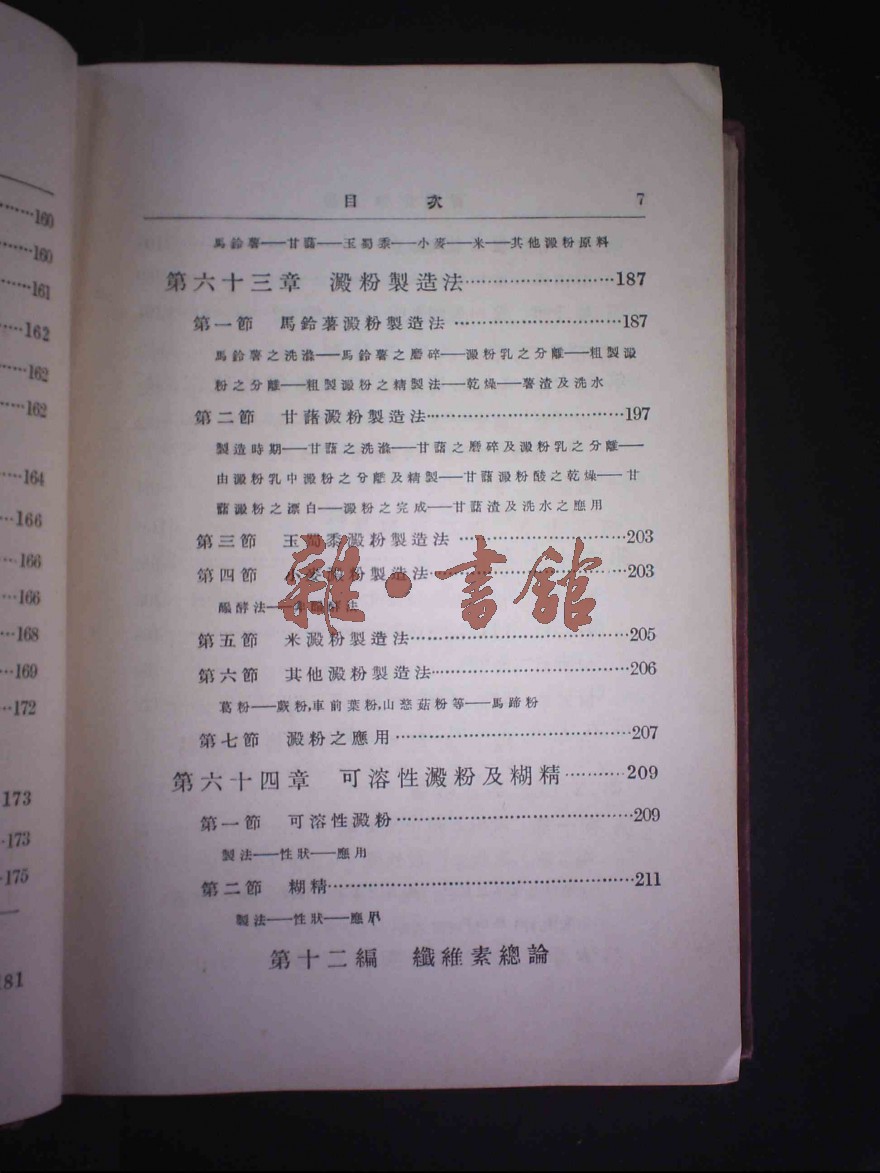 160
160
161
162
162
162
164
166
166
166
168
169
172
173
173
175
181
目 次 7
馬鈴薯——甘藷——玉蜀黍——小麥——米——其他澱粉原料
第六十三章 澱粉製造法……187
第一節 馬鈴薯澱粉製造法……187
馬鈴薯之洗滌——馬鈴薯之磨碎——澱粉乳之分離——粗製澱
粉之分離——粗製澱粉之精製法——乾燥——薯渣及洗水
第二節 甘藷澱粉製造法……197
製造時期——甘藷之洗滌——甘藷之磨碎及澱粉乳之分離——
由澱粉乳中澱粉之分離及精製——甘藷澱粉酸之乾燥——甘
藷澱粉之漂白——澱粉之完成——甘藷渣及洗水之應用
第三節 玉蜀黍澱粉製造法……203
第四節 小麥澱粉製造法……203
醱酵法——法
第五節 米澱粉製造法……205
第六節 其他澱粉製造法……206
葛粉——蕨粉,車前葉粉,山慈菇粉等——馬蹄粉
第七節 澱粉之應用……207
第六十四章 可溶性澱粉及糊精……209
第一節 可溶性澱粉……209
製法——性狀——應用
第二節 糊精……211
製法——性狀——應用
第十二編 纖維素總論
雜·書館